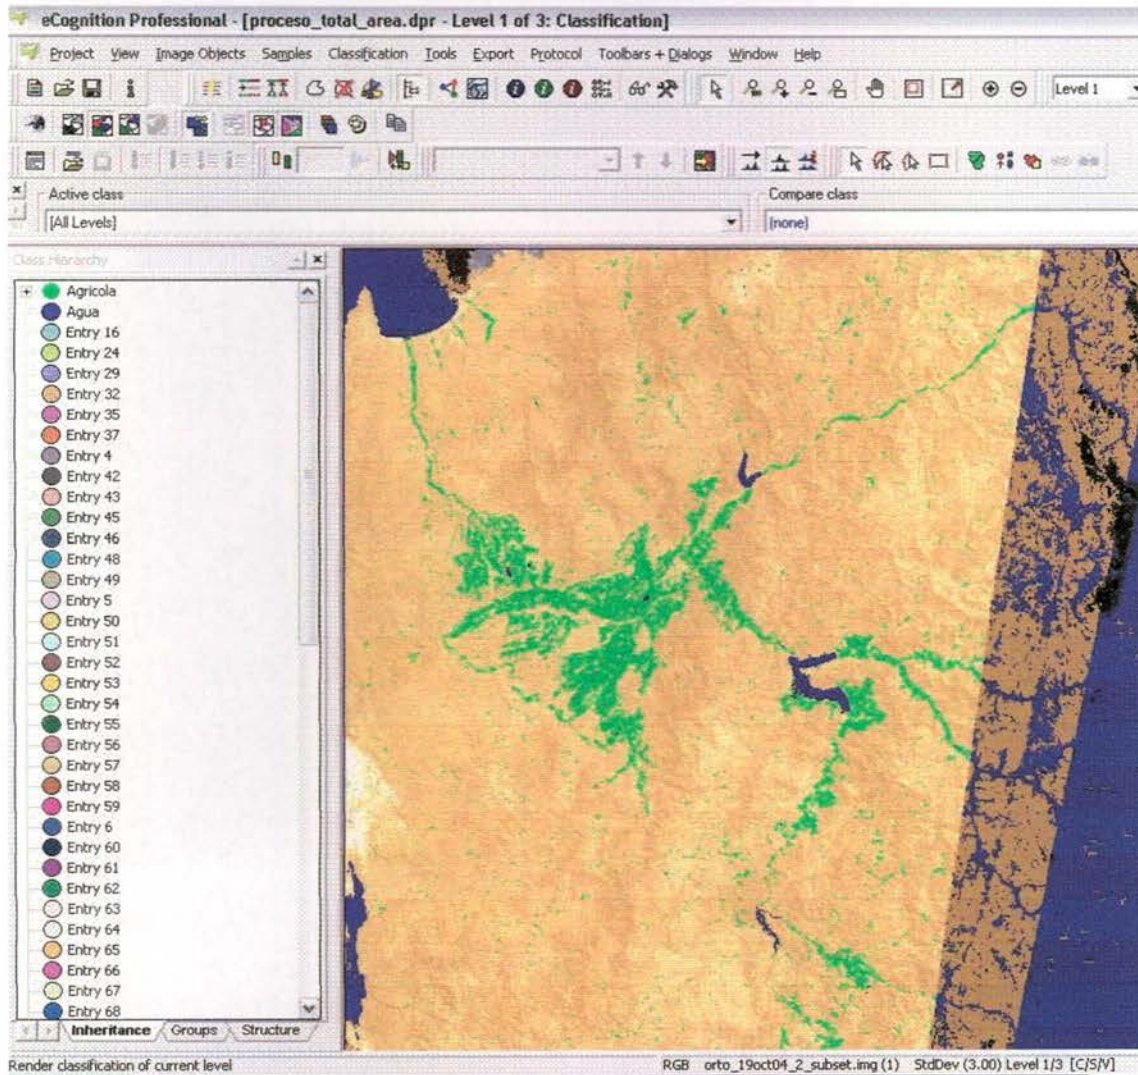 eCognition Professional - [proceso_total_area.dpr - Level 1 of 3: Classification]
Project View Image Objects Samples Classification Tools Export Protocol Toolbars + Dialogs Window Help
Level 1
Active class
Compare class
[All Levels]
(none)
Class Hierarchy
Agricola
Agua
Entry 16
Entry 24
Entry 29
Entry 32
Entry 35
Entry 37
Entry 4
Entry 42
Entry 43
Entry 45
Entry 46
Entry 48
Entry 49
Entry 5
Entry 50
Entry 51
Entry 52
Entry 53
Entry 54
Entry 55
Entry 56
Entry 57
Entry 58
Entry 59
Entry 6
Entry 60
Entry 61
Entry 62
Entry 63
Entry 64
Entry 65
Entry 66
Entry 67
Entry 68
Inheritance Groups Structure
Render classification of current level
RGB orto_19oct04_2_subset.img (1) StdDev (3.00) Level 1/3 [C/S/V]